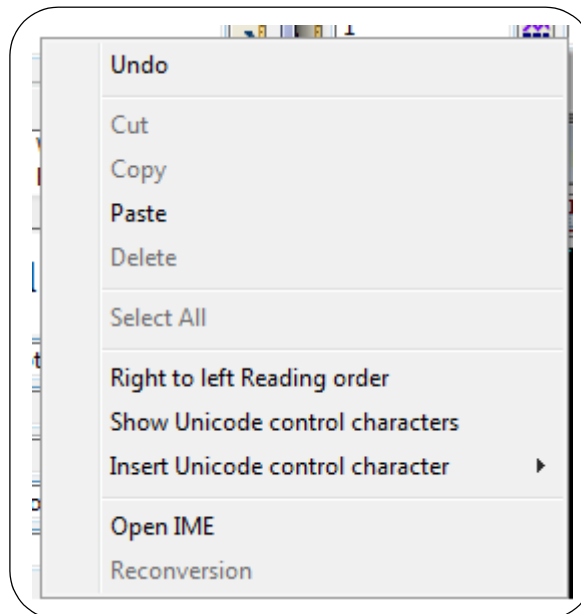 Undo
Cut
Copy
Paste
Delete
Select All
Right to left Reading order
Show Unicode control characters
Insert Unicode control character
Open IME
Reconversion